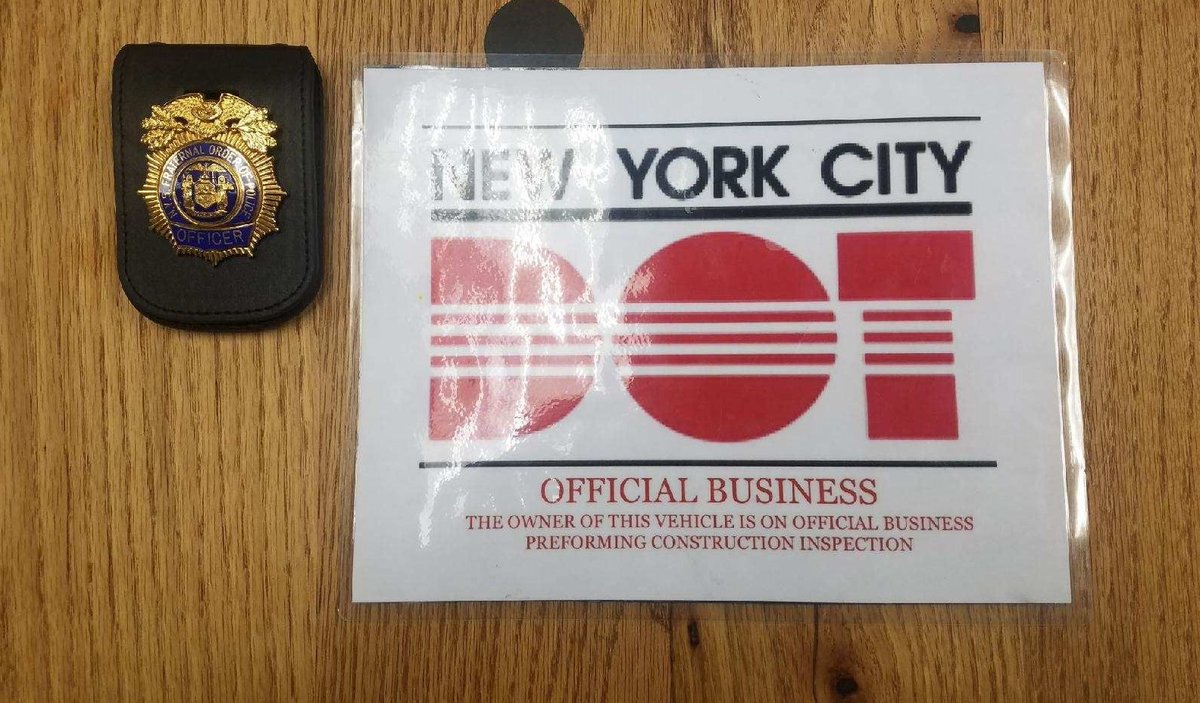 N.Y.S. FRATERNAL ORDER OF POLICE
OFFICER
NEW YORK CITY
DOT
OFFICIAL BUSINESS
THE OWNER OF THIS VEHICLE IS ON OFFICIAL BUSINESS
PREFORMING CONSTRUCTION INSPECTION